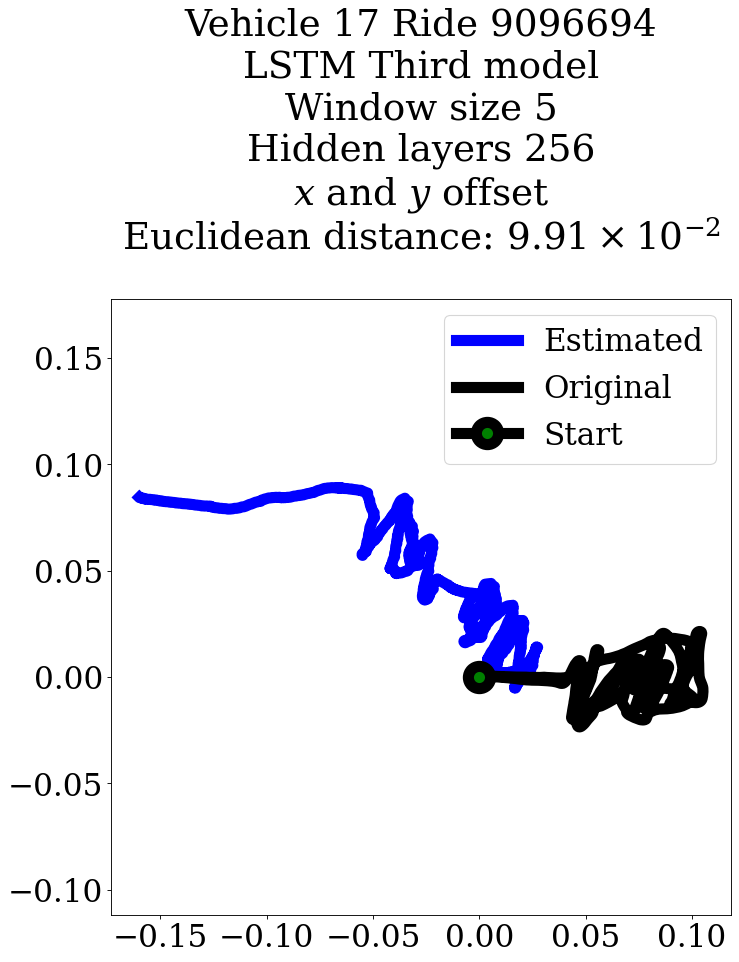 Vehicle 17 Ride 9096694
LSTM Third model
Window size 5
Hidden layers 256
x and y offset
Euclidean distance: 9.91 × 10⁻²
Estimated
Original
Start
0.15
0.10
0.05
0.00
−0.05
−0.10
−0.15 −0.10 −0.05 0.00 0.05 0.10